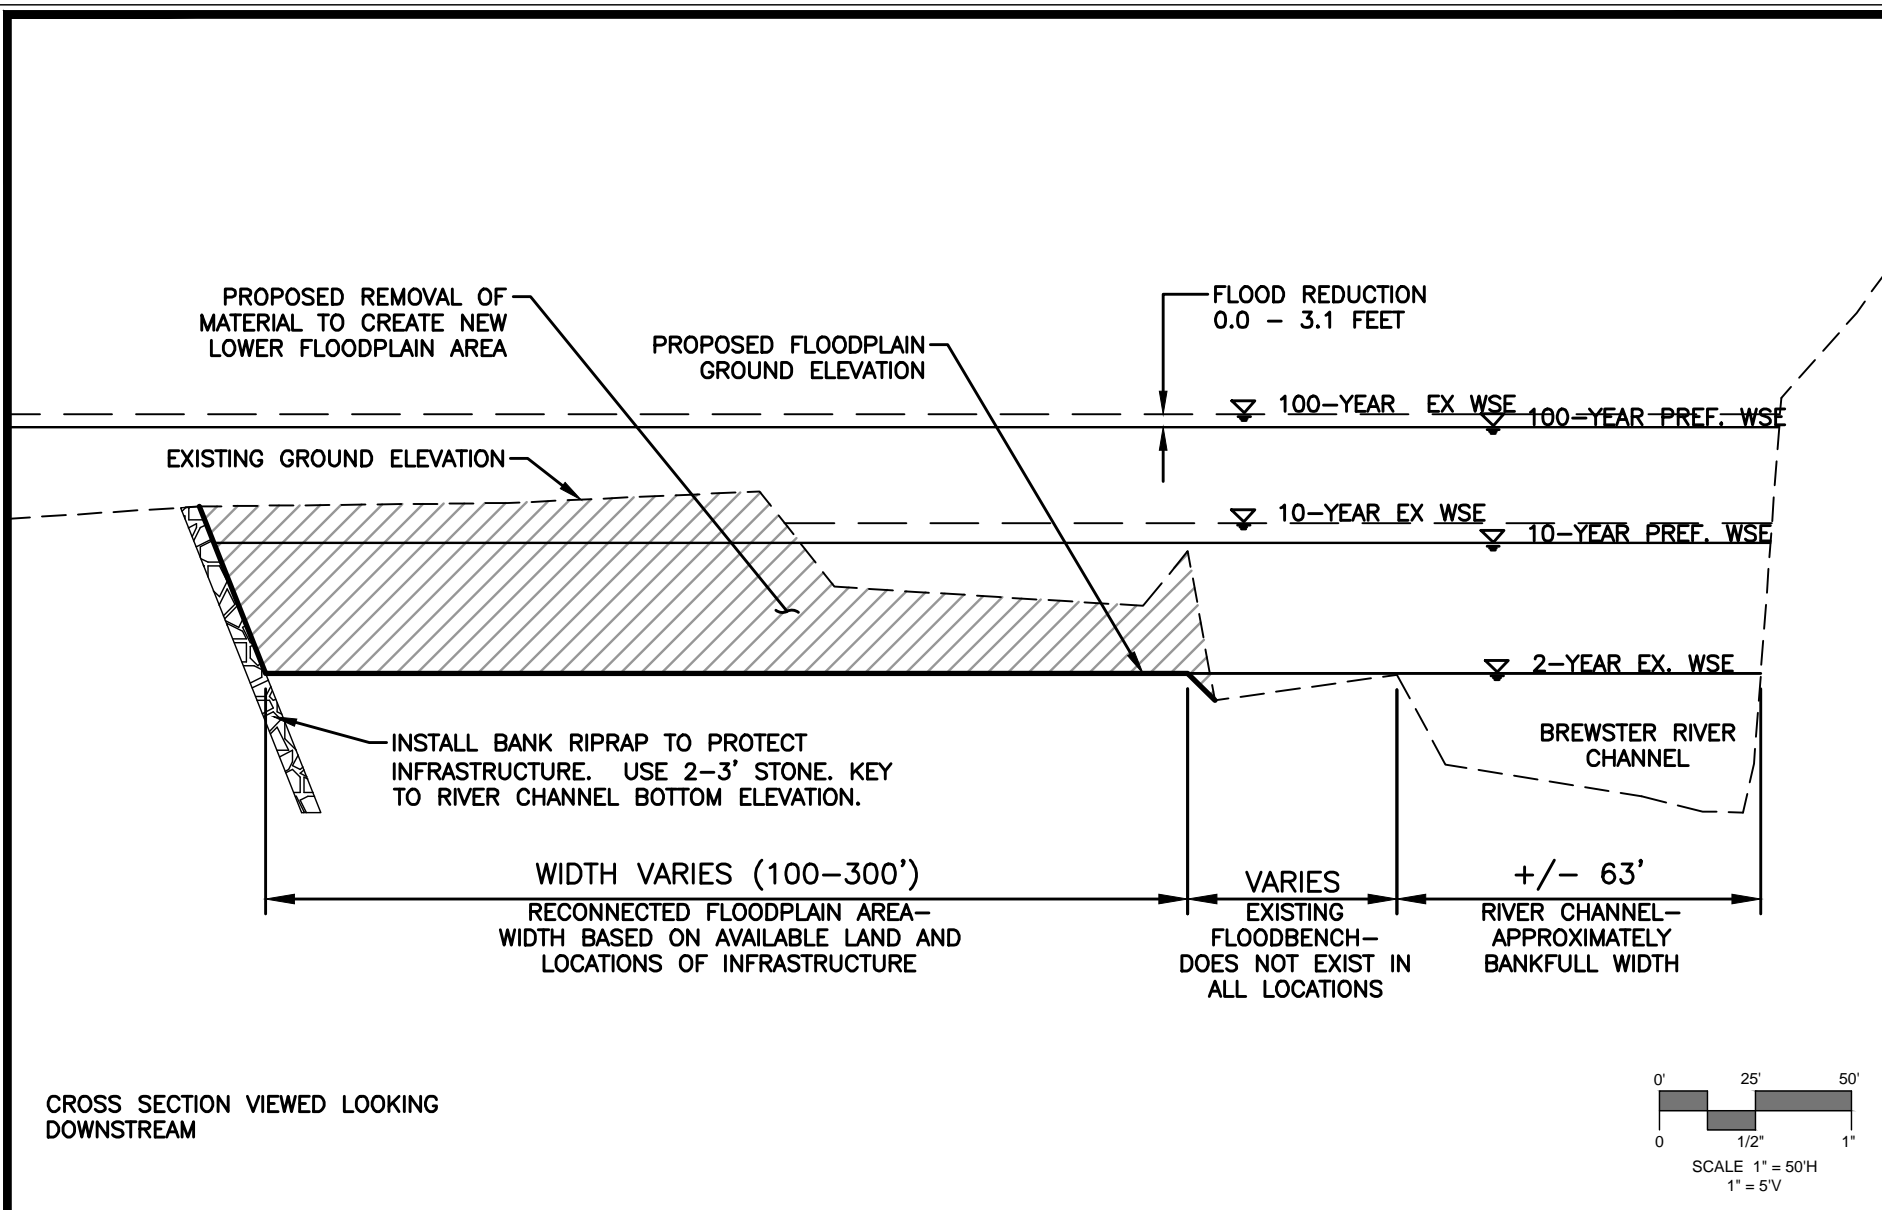 PROPOSED REMOVAL OF
MATERIAL TO CREATE NEW
LOWER FLOODPLAIN AREA
PROPOSED FLOODPLAIN
GROUND ELEVATION
FLOOD REDUCTION
0.0 – 3.1 FEET
100–YEAR EX WSE
100–YEAR PREF. WSE
EXISTING GROUND ELEVATION
10–YEAR EX WSE
10–YEAR PREF. WSE
2–YEAR EX. WSE
BREWSTER RIVER
CHANNEL
INSTALL BANK RIPRAP TO PROTECT
INFRASTRUCTURE. USE 2–3' STONE. KEY
TO RIVER CHANNEL BOTTOM ELEVATION.
WIDTH VARIES (100–300')
RECONNECTED FLOODPLAIN AREA–
WIDTH BASED ON AVAILABLE LAND AND
LOCATIONS OF INFRASTRUCTURE
VARIES
EXISTING
FLOODBENCH–
DOES NOT EXIST IN
ALL LOCATIONS
+/– 63'
RIVER CHANNEL–
APPROXIMATELY
BANKFULL WIDTH
CROSS SECTION VIEWED LOOKING
DOWNSTREAM
0' 25' 50'
0 1/2" 1"
SCALE 1" = 50'H
1" = 5'V